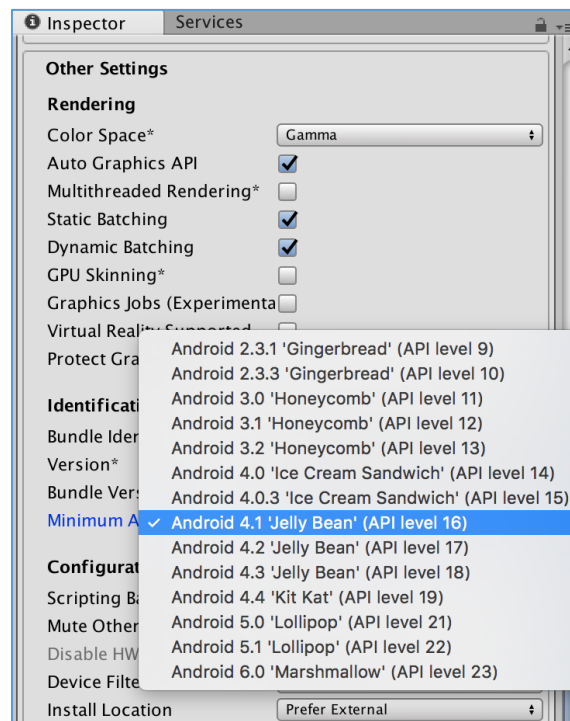 Inspector Services
Other Settings
Rendering
Color Space* Gamma
Auto Graphics API
Multithreaded Rendering*
Static Batching
Dynamic Batching
GPU Skinning*
Graphics Jobs (Experimenta
Virtual Reality Supported
Protect Gra
Identificati
Bundle Iden
Version*
Bundle Vers
Minimum A
Configurat
Scripting Ba
Mute Other
Disable HW
Device Filte
Install Location Prefer External
Android 2.3.1 'Gingerbread' (API level 9)
Android 2.3.3 'Gingerbread' (API level 10)
Android 3.0 'Honeycomb' (API level 11)
Android 3.1 'Honeycomb' (API level 12)
Android 3.2 'Honeycomb' (API level 13)
Android 4.0 'Ice Cream Sandwich' (API level 14)
Android 4.0.3 'Ice Cream Sandwich' (API level 15)
Android 4.1 'Jelly Bean' (API level 16)
Android 4.2 'Jelly Bean' (API level 17)
Android 4.3 'Jelly Bean' (API level 18)
Android 4.4 'Kit Kat' (API level 19)
Android 5.0 'Lollipop' (API level 21)
Android 5.1 'Lollipop' (API level 22)
Android 6.0 'Marshmallow' (API level 23)